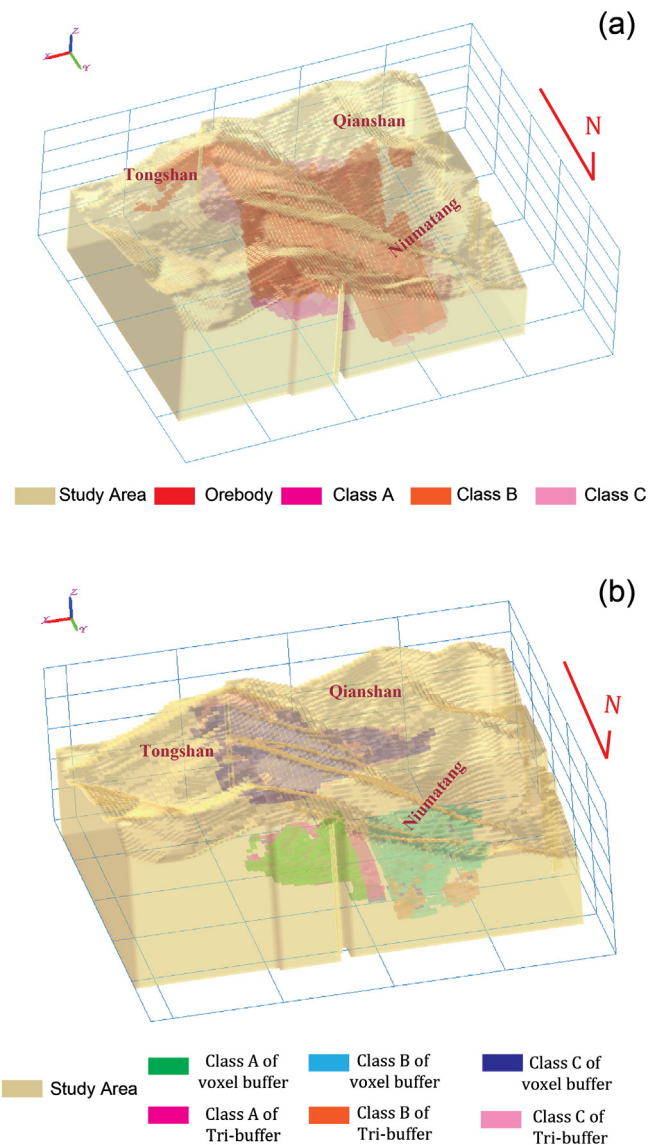 (a)
Z
X
Y
Qianshan
N
Tongshan
Niumatang
Study Area Orebody Class A Class B Class C
(b)
Z
X
Y
Qianshan
N
Tongshan
Niumatang
Study Area
Class A of
voxel buffer
Class B of
voxel buffer
Class C of
voxel buffer
Class A of
Tri-buffer
Class B of
Tri-buffer
Class C of
Tri-buffer